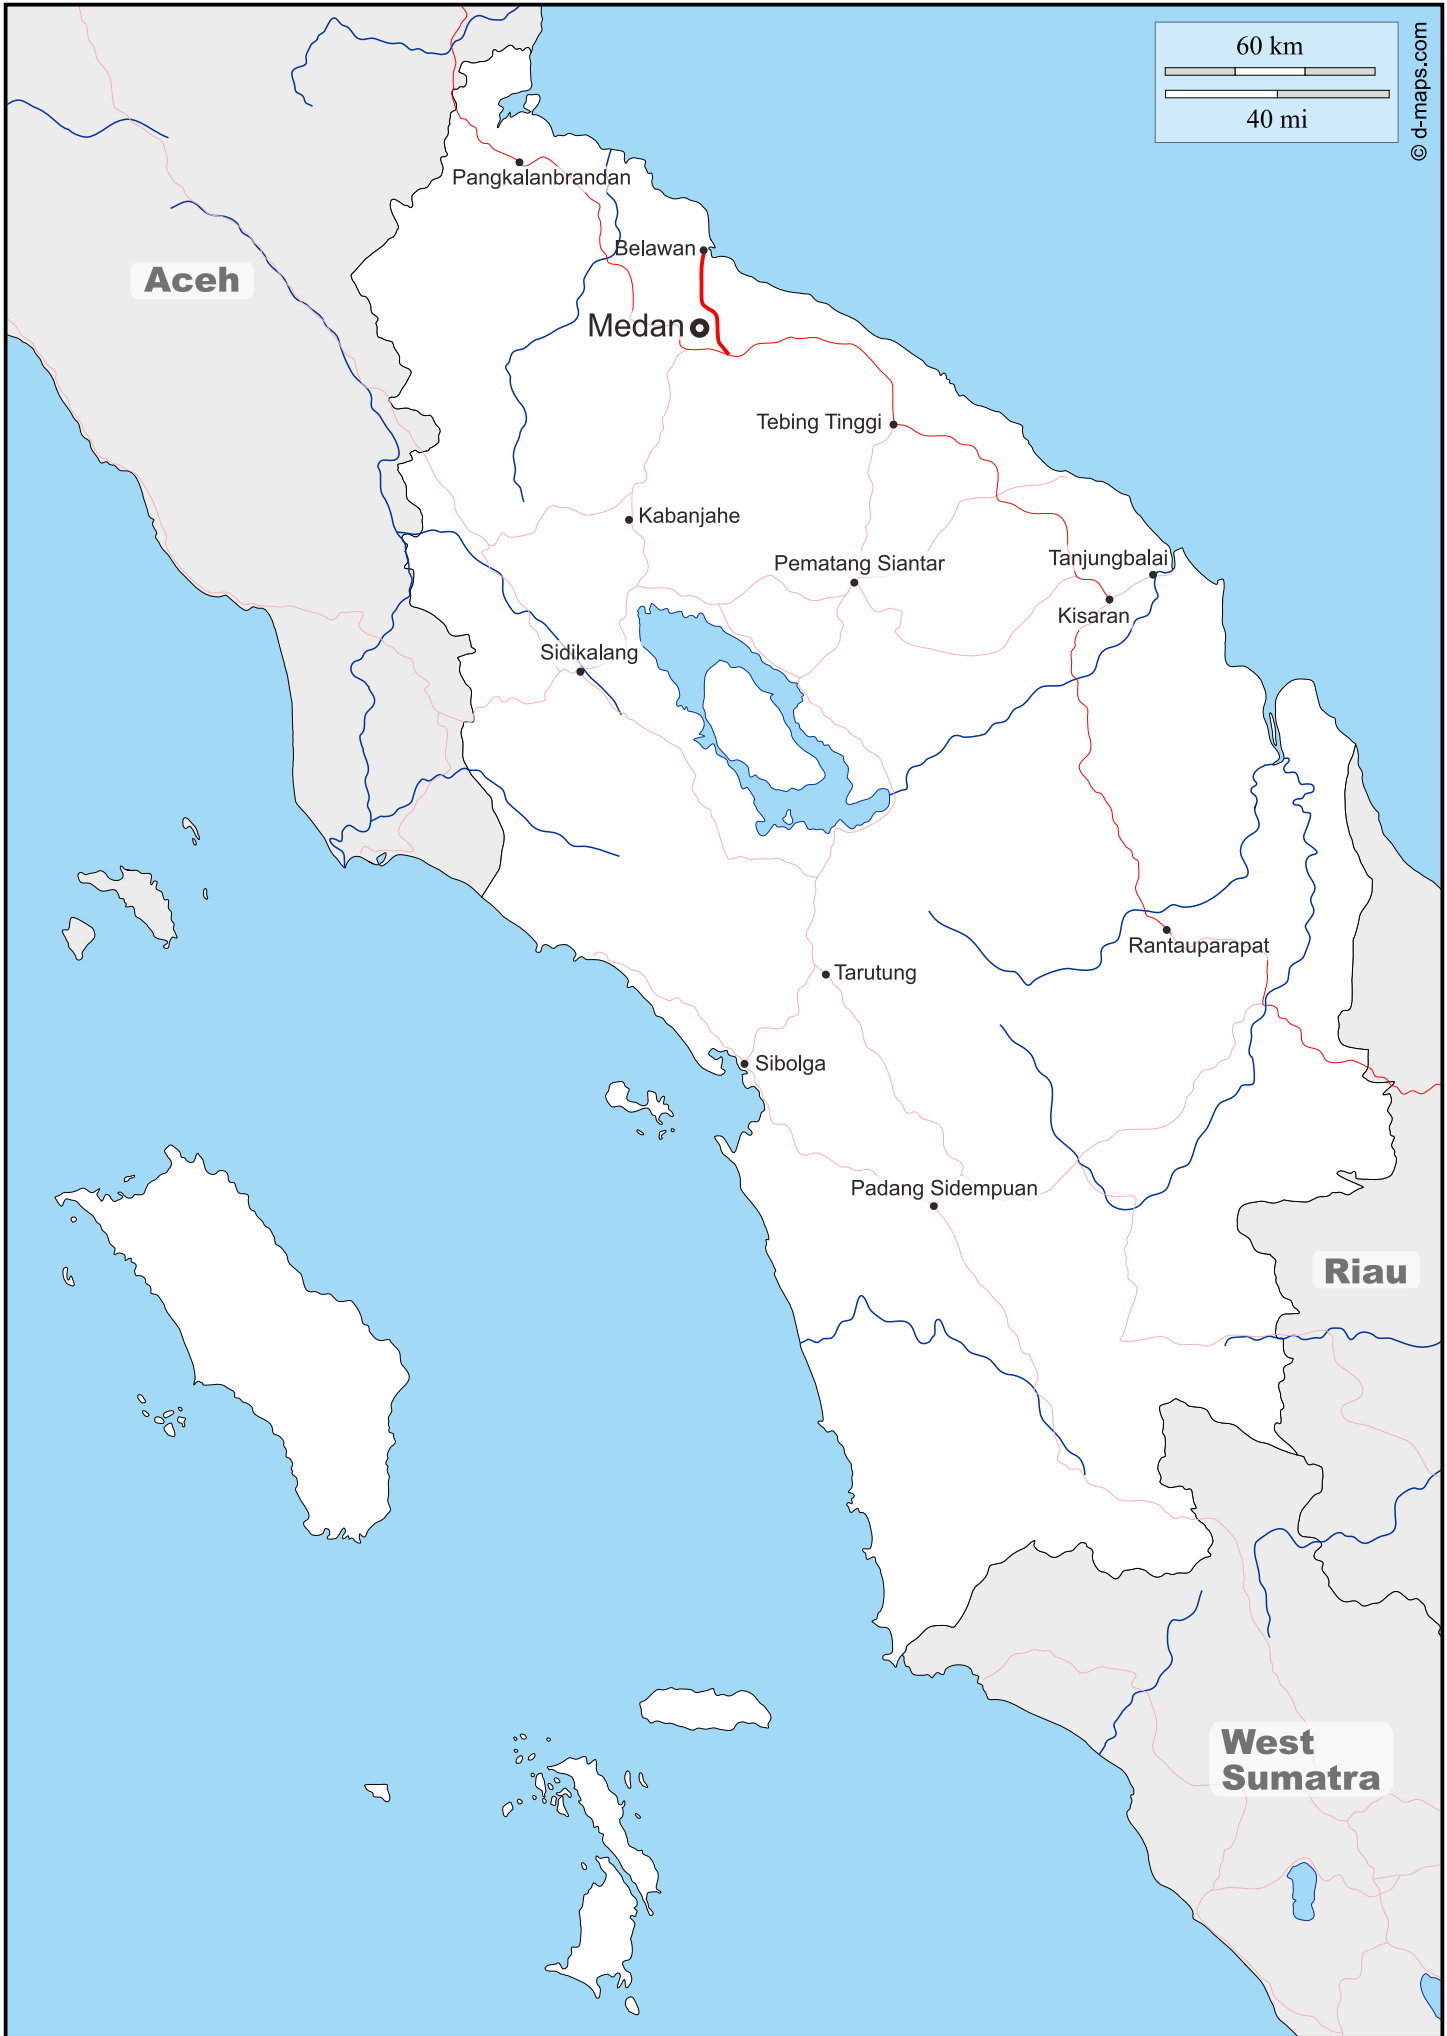 60 km
40 mi
© d-maps.com
Pangkalanbrandan
Belawan
Aceh
Medan
Tebing Tinggi
Kabanjahe
Pematang Siantar
Tanjungbalai
Kisaran
Sidikalang
Rantauparapat
Tarutung
Sibolga
Padang Sidempuan
Riau
West
Sumatra